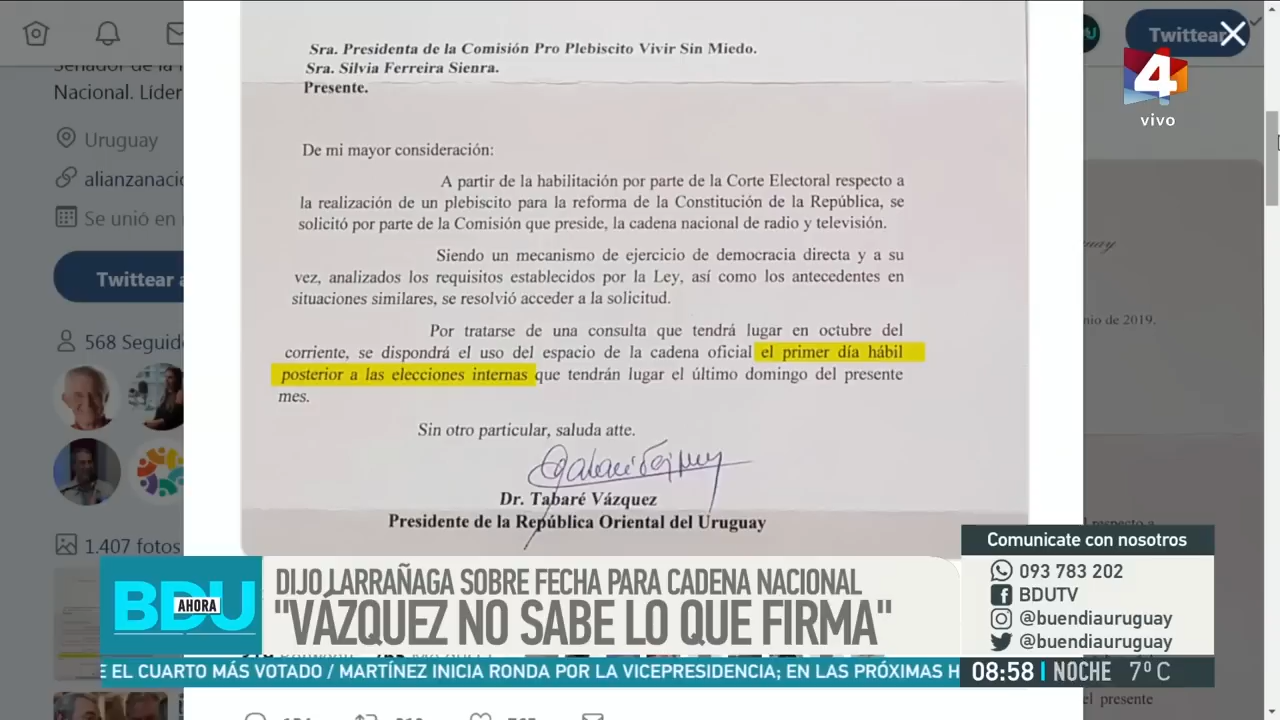 Twittear
4
vivo
Senador de la
Nacional. Líder
Uruguay
alianzanacio
Se unió en
Twittear a
568 Seguid
1.407 fotos
Sra. Presidenta de la Comisión Pro Plebiscito Vivir Sin Miedo.
Sra. Silvia Ferreira Sienra.
Presente.
De mi mayor consideración:
A partir de la habilitación por parte de la Corte Electoral respecto a
la realización de un plebiscito para la reforma de la Constitución de la República, se
solicitó por parte de la Comisión que preside, la cadena nacional de radio y televisión.
Siendo un mecanismo de ejercicio de democracia directa y a su
vez, analizados los requisitos establecidos por la Ley, así como los antecedentes en
situaciones similares, se resolvió acceder a la solicitud.
Por tratarse de una consulta que tendrá lugar en octubre del
corriente, se dispondrá el uso del espacio de la cadena oficial el primer día hábil
posterior a las elecciones internas que tendrán lugar el último domingo del presente
mes.
Sin otro particular, saluda atte.
Dr. Tabaré Vázquez
Presidente de la República Oriental del Uruguay
nio de 2019.
respecto a
el presente
BDU
AHORA
DIJO LARRAÑAGA SOBRE FECHA PARA CADENA NACIONAL
"VÁZQUEZ NO SABE LO QUE FIRMA"
Comunicate con nosotros
093 783 202
BDUTV
@buendiauruguay
@buendiauruguay
E EL CUARTO MÁS VOTADO / MARTÍNEZ INICIA RONDA POR LA VICEPRESIDENCIA; EN LAS PRÓXIMAS H
08:58 NOCHE 7º C